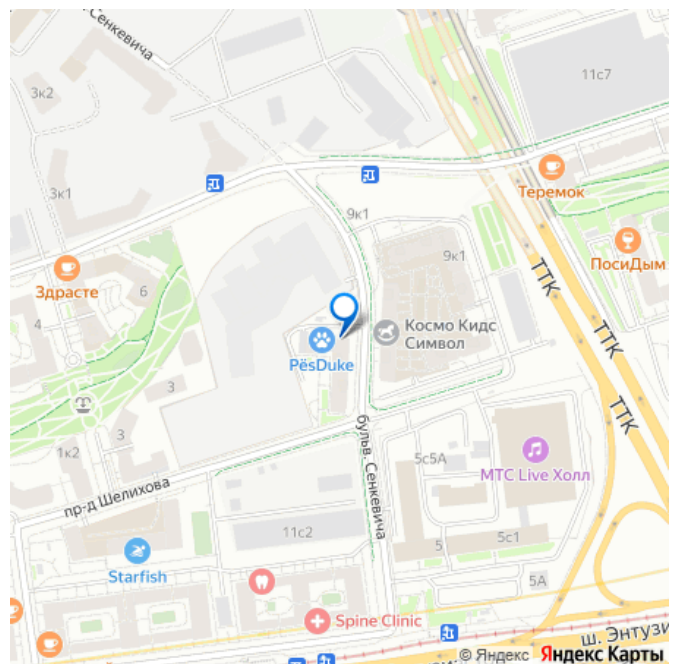 Сенкевича
3к2
11с7
3к1
Теремок
9к1
9к1
ПосиДым
Здрасте
6
ТТК
ТТК
Космо Кидс
Символ
PёsDuke
3
ТТК
3
бульв. Сенкевича
1к2
5с5А
МТС Live Холл
пр-д Шелихова
11с2
5
5с1
Starfish
5А
Spine Clinic
ш. Энтузи
© Яндекс Яндекс Карты